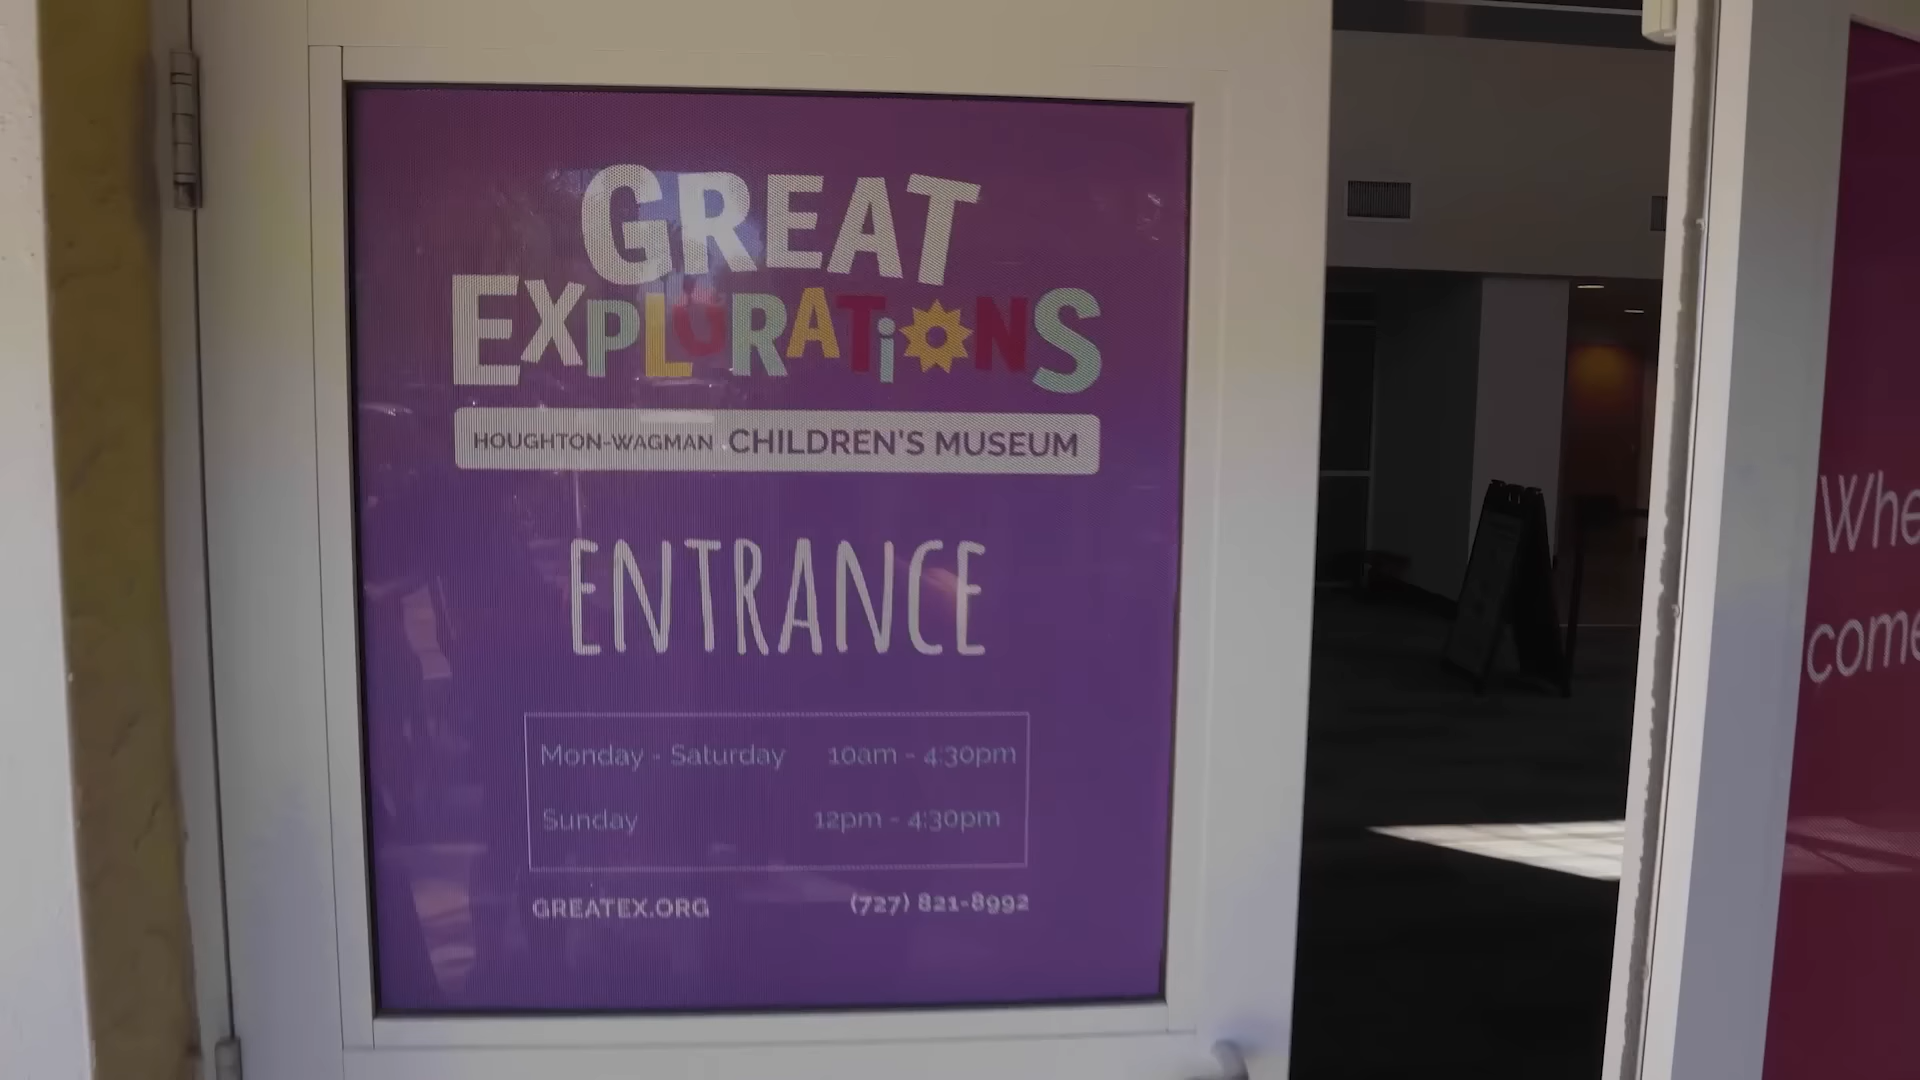 GREAT
EXPLORATiONS
HOUGHTON-WAGMAN CHILDREN'S MUSEUM
ENTRANCE
Monday - Saturday 10am - 4:30pm
Sunday 12pm - 4:30pm
GREATEX.ORG (727) 821-8992
Whe
come